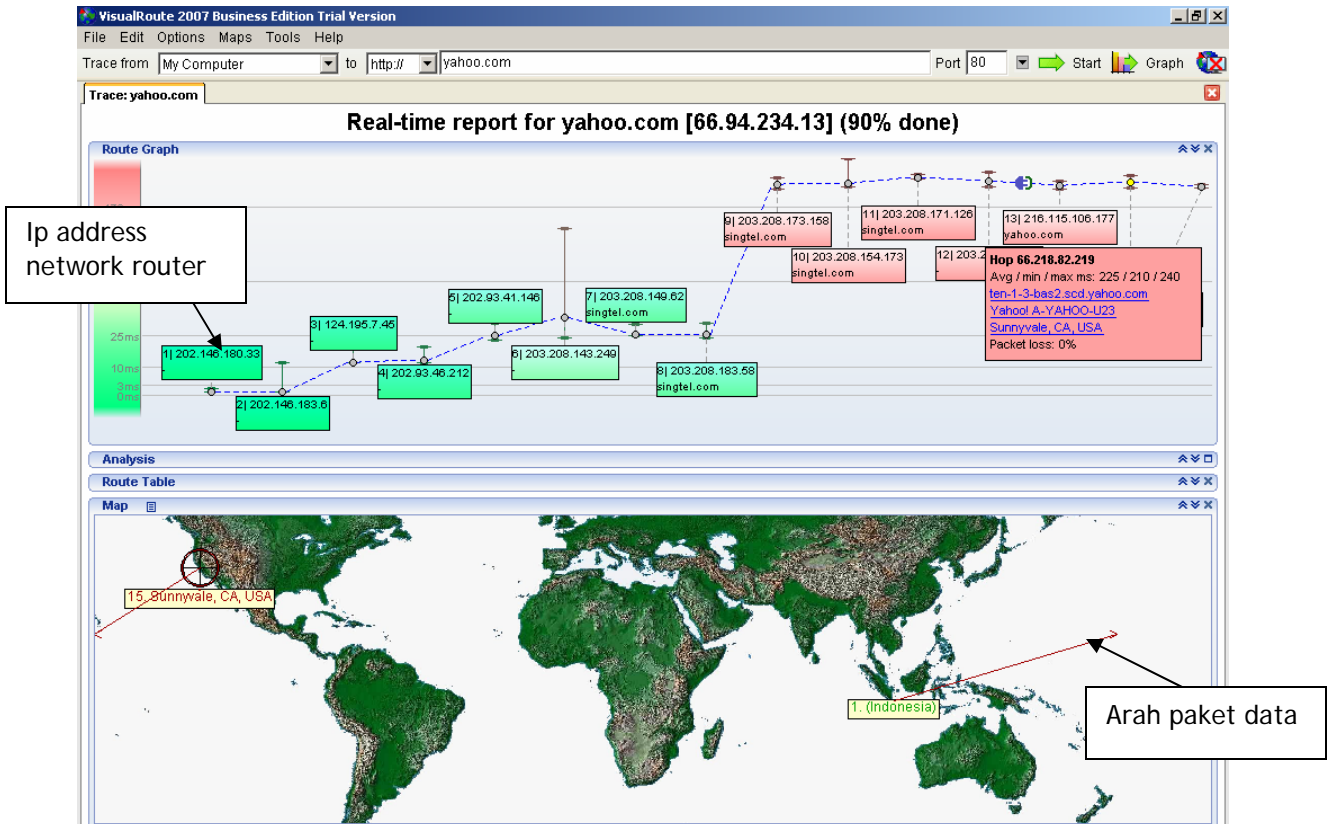 VisualRoute 2007 Business Edition Trial Version
File Edit Options Maps Tools Help
Trace from My Computer to http:// yahoo.com Port 80 Start Graph
Trace: yahoo.com
Real-time report for yahoo.com [66.94.234.13] (90% done)
Route Graph
Ip address
network router
25ms
10ms
3ms
0ms
1| 202.146.180.33
-
2| 202.146.183.6
-
3| 124.195.7.45
-
4| 202.93.46.212
-
5| 202.93.41.146
-
6| 203.208.143.249
-
7| 203.208.149.62
singtel.com
8| 203.208.183.58
singtel.com
9| 203.208.173.158
singtel.com
10| 203.208.154.173
singtel.com
11| 203.208.171.126
singtel.com
12| 203.2
-
13| 216.115.106.177
yahoo.com
Hop 66.218.82.219
Avg / min / max ms: 225 / 210 / 240
ten-1-3-bas2.scd.yahoo.com
Yahoo! A-YAHOO-U23
Sunnyvale, CA, USA
Packet loss: 0%
Analysis
Route Table
Map
15. Sunnyvale, CA, USA
1. (Indonesia)
Arah paket data